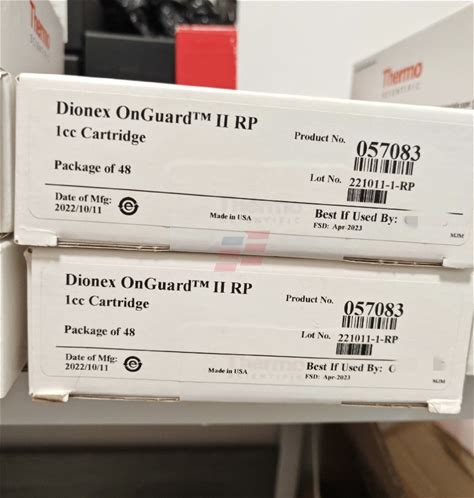 Thermo
SCIENTIFIC
Dionex OnGuard™ II RP
1cc Cartridge
Product No. 057083
Package of 48
Lot No. 221011-1-RP
Date of Mfg:
2022/10/11
Made in USA
Best If Used By:
FSD: Apr-2023
MJM
Dionex OnGuard™ II RP
1cc Cartridge
Product No. 057083
Package of 48
Lot No. 221011-1-RP
Date of Mfg:
2022/10/11
Made in USA
Best If Used By:
FSD: Apr-2023
MJM